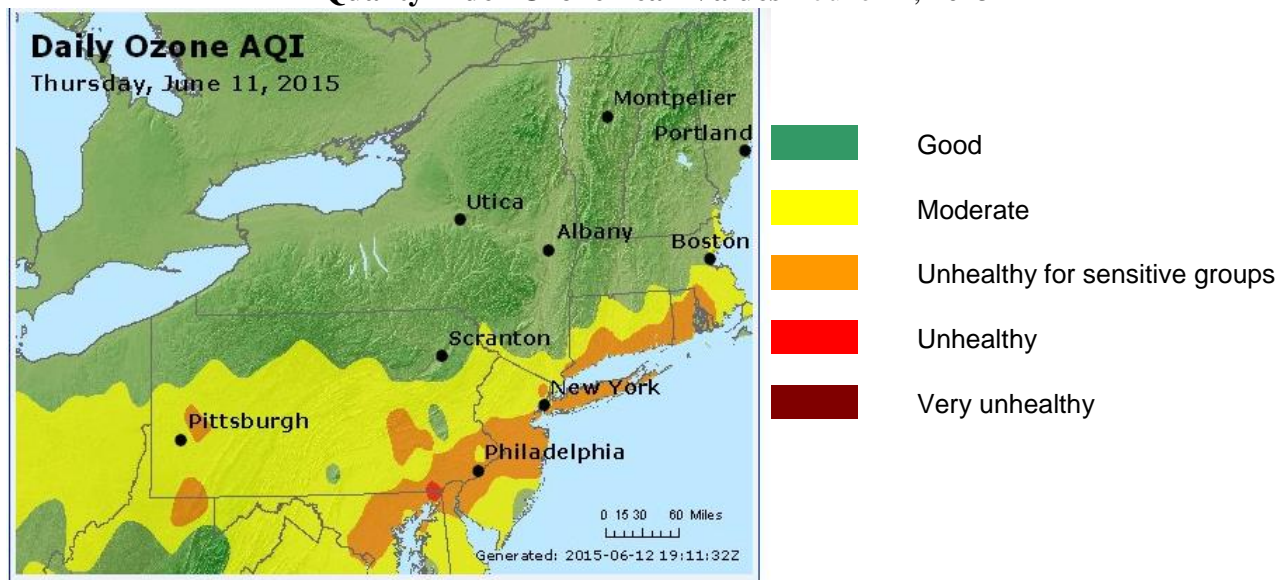 Daily Ozone AQI
Thursday, June 11, 2015
Montpelier
Portland
Utica
Albany
Boston
Scranton
New York
Pittsburgh
Philadelphia
0 15 30 60 Miles
Generated: 2015-06-12 19:11:32Z
Good
Moderate
Unhealthy for sensitive groups
Unhealthy
Very unhealthy